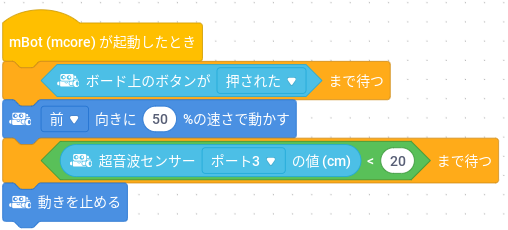 mBot (mcore) が起動したとき
ボード上のボタンが 押された まで待つ
前 向きに 50 %の速さで動かす
超音波センサー ポート3 の値 (cm) < 20 まで待つ
動きを止める